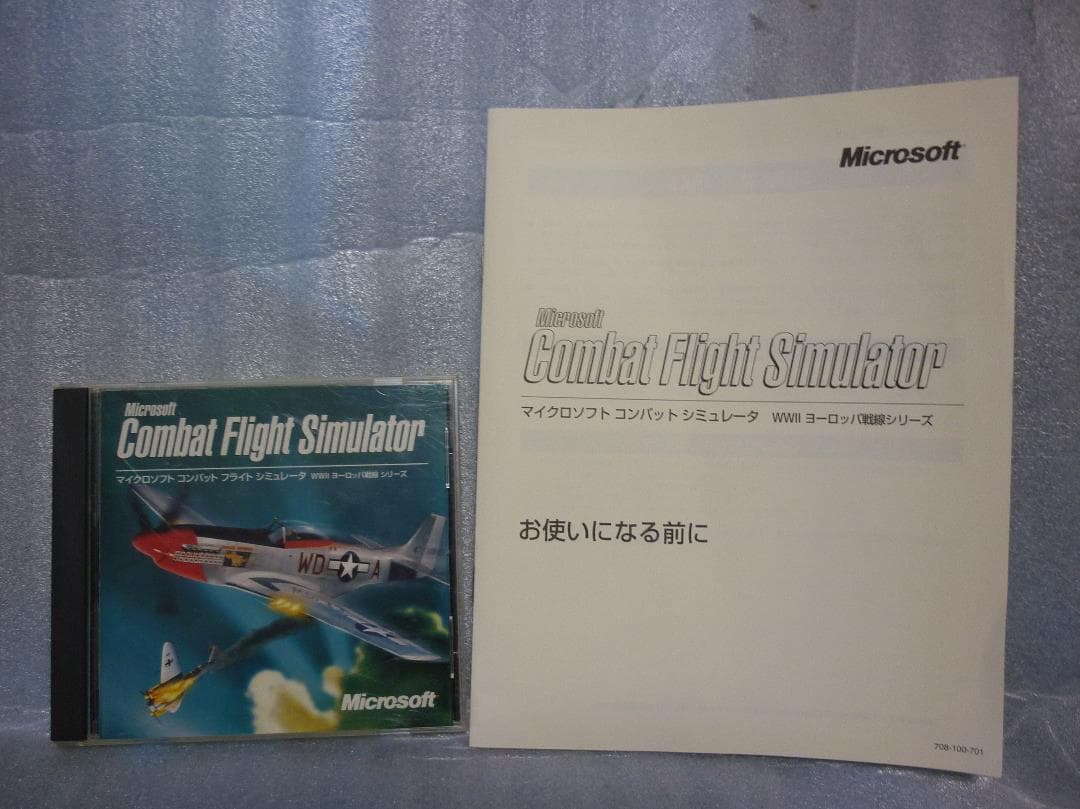 Microsoft
Combat Flight Simulator
マイクロソフト コンバット フライト シミュレータ WWII ヨーロッパ戦線 シリーズ
WD
A
Microsoft
Microsoft
Microsoft
Combat Flight Simulator
マイクロソフト コンバット シミュレータ WWII ヨーロッパ戦線シリーズ
お使いになる前に
708-100-701